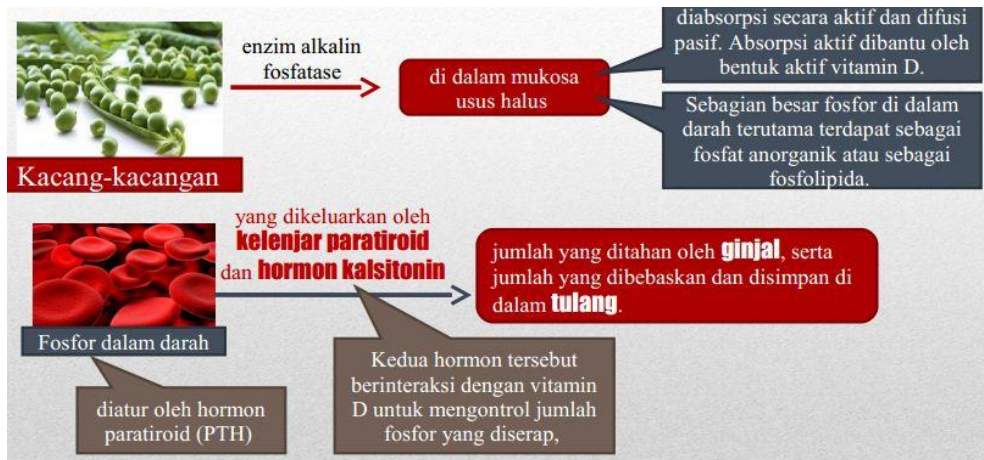 enzim alkalin
fosfatase
Kacang-kacangan
di dalam mukosa
usus halus
diabsorpsi secara aktif dan difusi
pasif. Absorpsi aktif dibantu oleh
bentuk aktif vitamin D.
Sebagian besar fosfor di dalam
darah terutama terdapat sebagai
fosfat anorganik atau sebagai
fosfolipida.
Fosfor dalam darah
diatur oleh hormon
paratiroid (PTH)
yang dikeluarkan oleh
kelenjar paratiroid
dan hormon kalsitonin
Kedua hormon tersebut
berinteraksi dengan vitamin
D untuk mengontrol jumlah
fosfor yang diserap,
jumlah yang ditahan oleh ginjal, serta
jumlah yang dibebaskan dan disimpan di
dalam tulang.